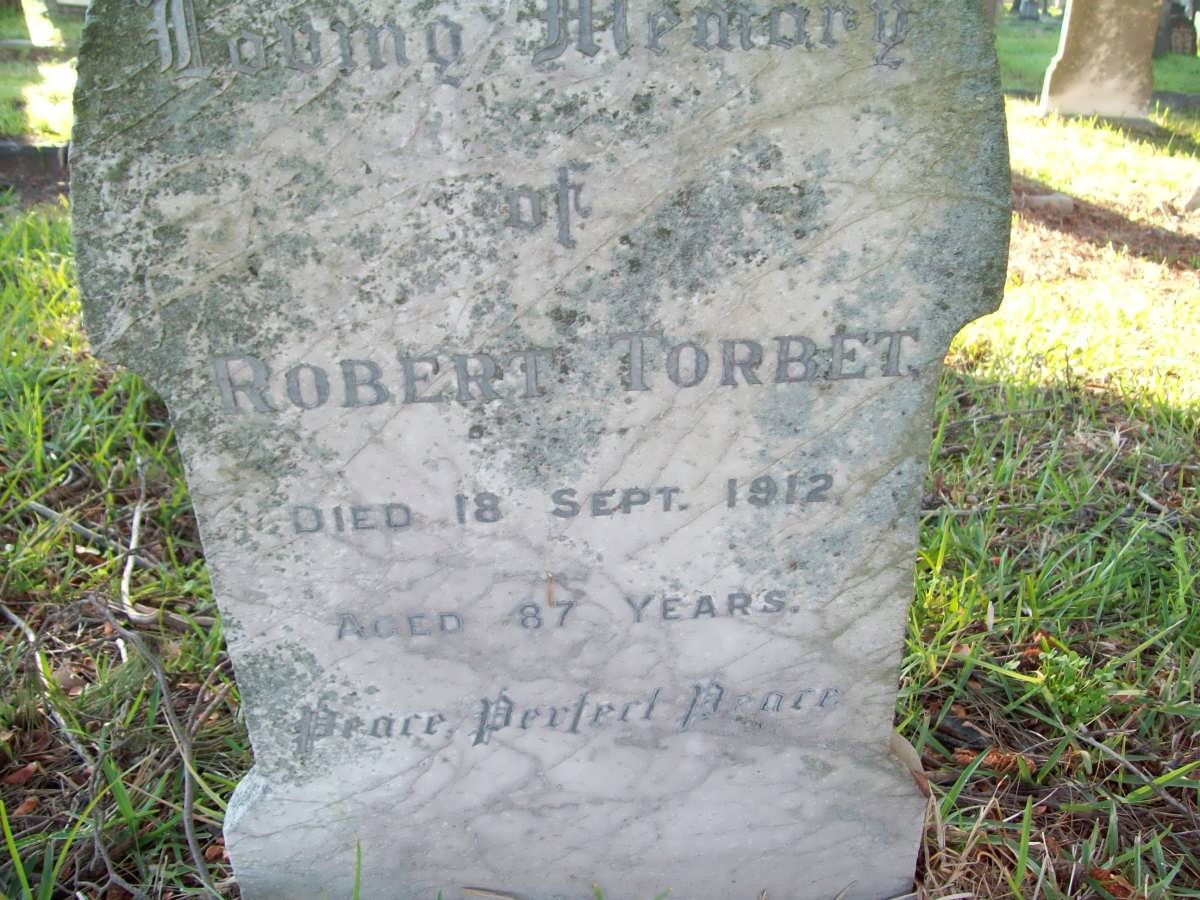 Loving Memory
of
ROBERT TORBET.
DIED 18 SEPT. 1912
AGED 87 YEARS.
Peace, Perfect Peace